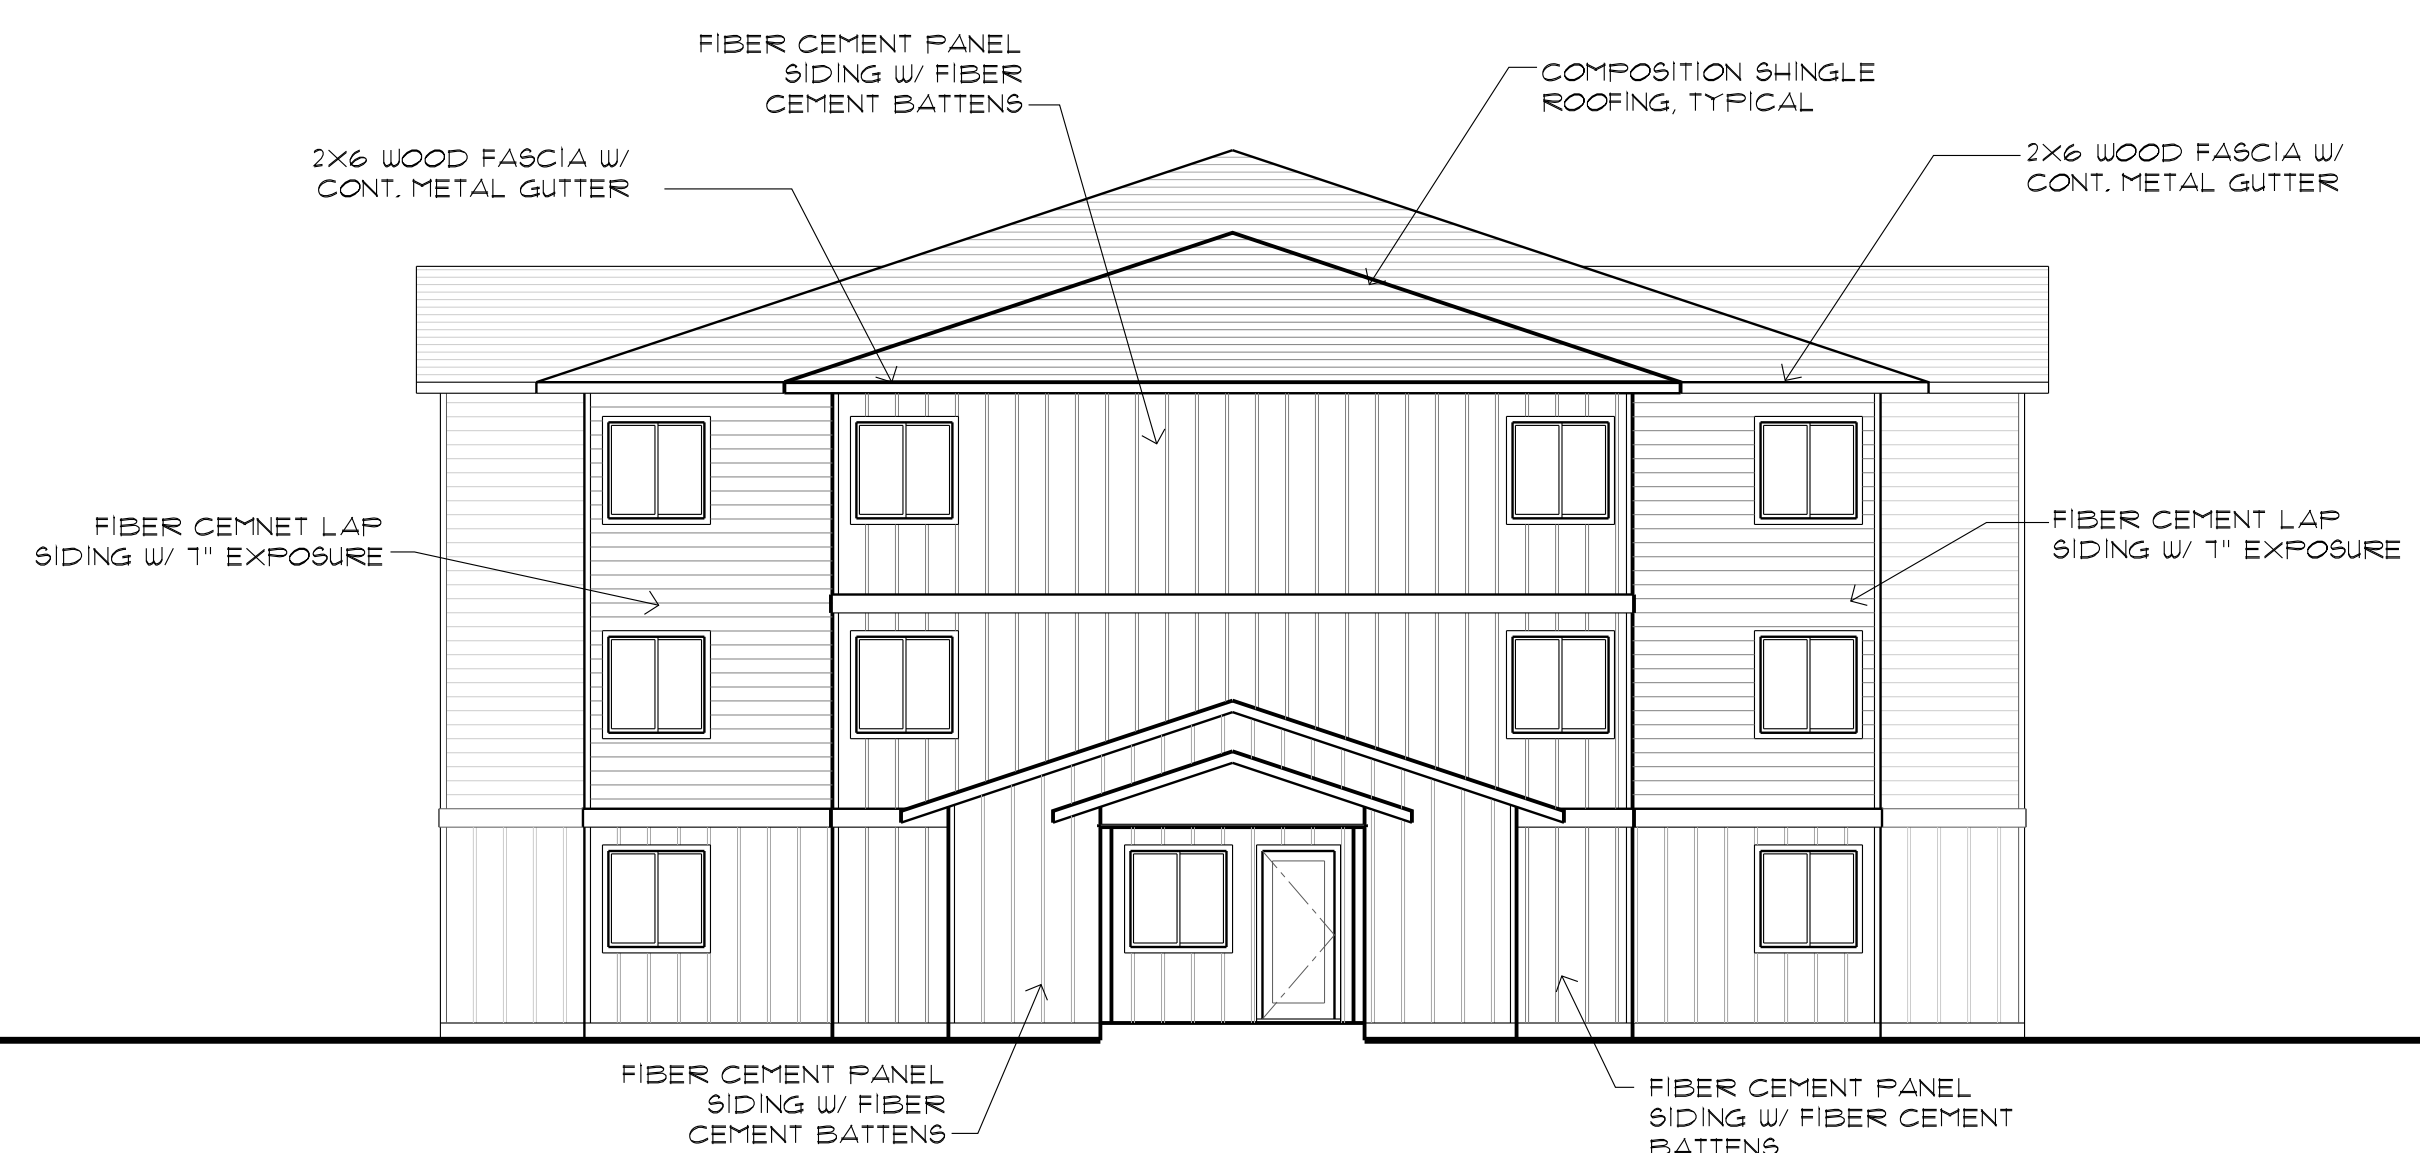 FIBER CEMENT PANEL
SIDING W/ FIBER
CEMENT BATTENS
COMPOSITION SHINGLE
ROOFING, TYPICAL
2X6 WOOD FASCIA W/
CONT. METAL GUTTER
2X6 WOOD FASCIA W/
CONT. METAL GUTTER
FIBER CEMNET LAP
SIDING W/ 7" EXPOSURE
FIBER CEMENT LAP
SIDING W/ 7" EXPOSURE
FIBER CEMENT PANEL
SIDING W/ FIBER
CEMENT BATTENS
FIBER CEMENT PANEL
SIDING W/ FIBER CEMENT
BATTENS